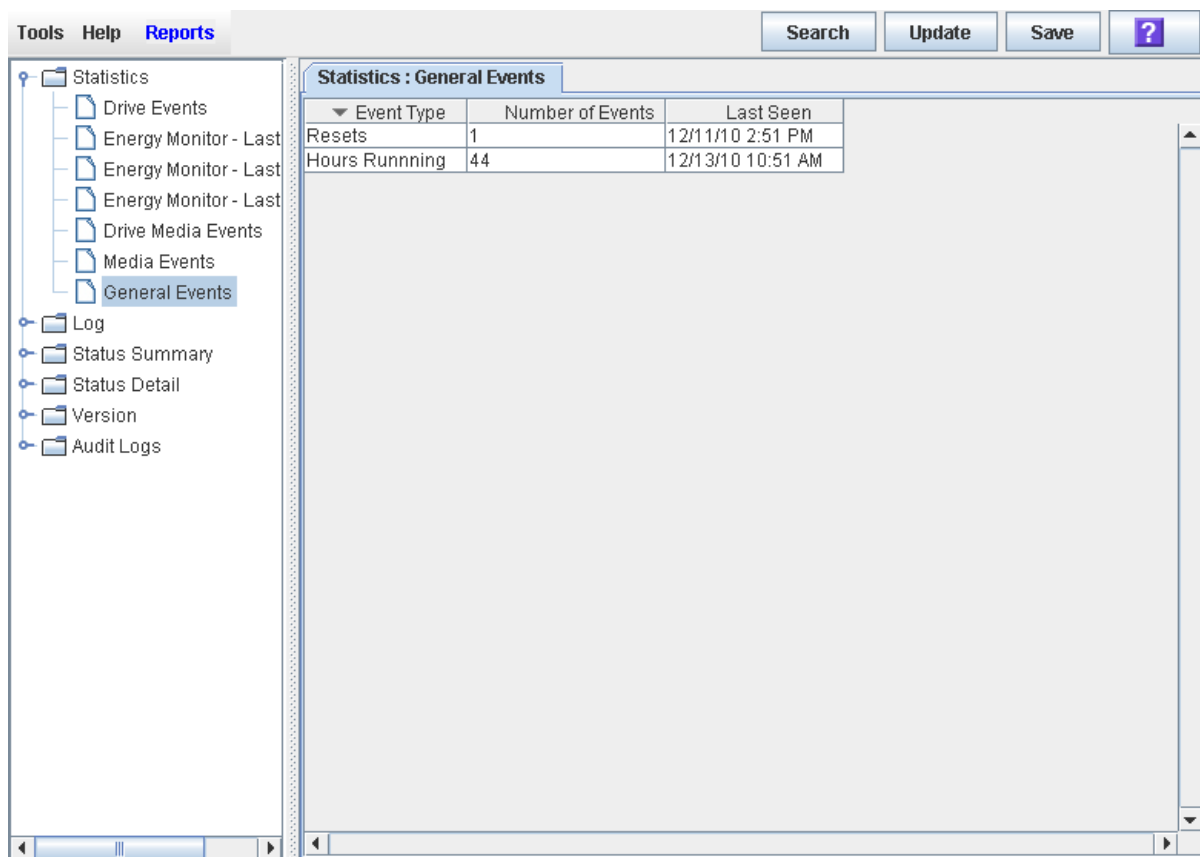 Tools Help Reports Search Update Save ?
Statistics
Drive Events
Energy Monitor - Last
Energy Monitor - Last
Energy Monitor - Last
Drive Media Events
Media Events
General Events
Log
Status Summary
Status Detail
Version
Audit Logs
Statistics : General Events
Event Type Number of Events Last Seen
Resets 1 12/11/10 2:51 PM
Hours Runnning 44 12/13/10 10:51 AM